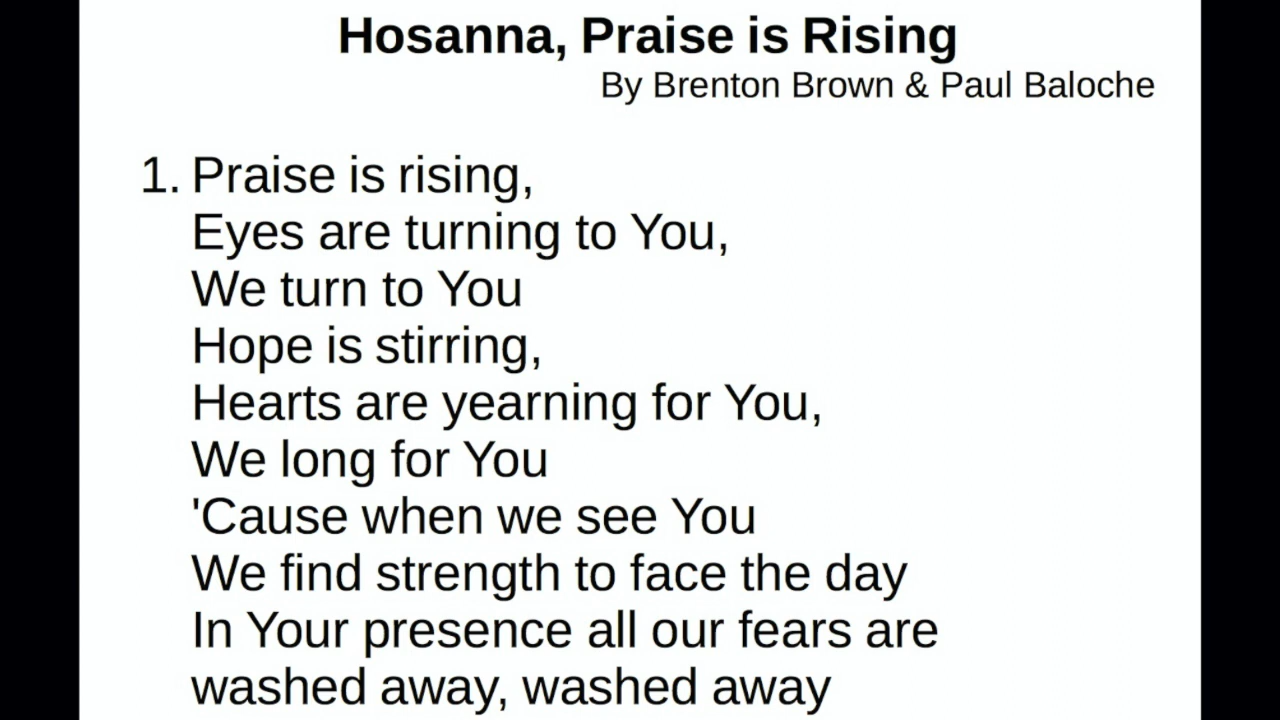 Hosanna, Praise is Rising
By Brenton Brown & Paul Baloche
1. Praise is rising,
Eyes are turning to You,
We turn to You
Hope is stirring,
Hearts are yearning for You,
We long for You
'Cause when we see You
We find strength to face the day
In Your presence all our fears are
washed away, washed away